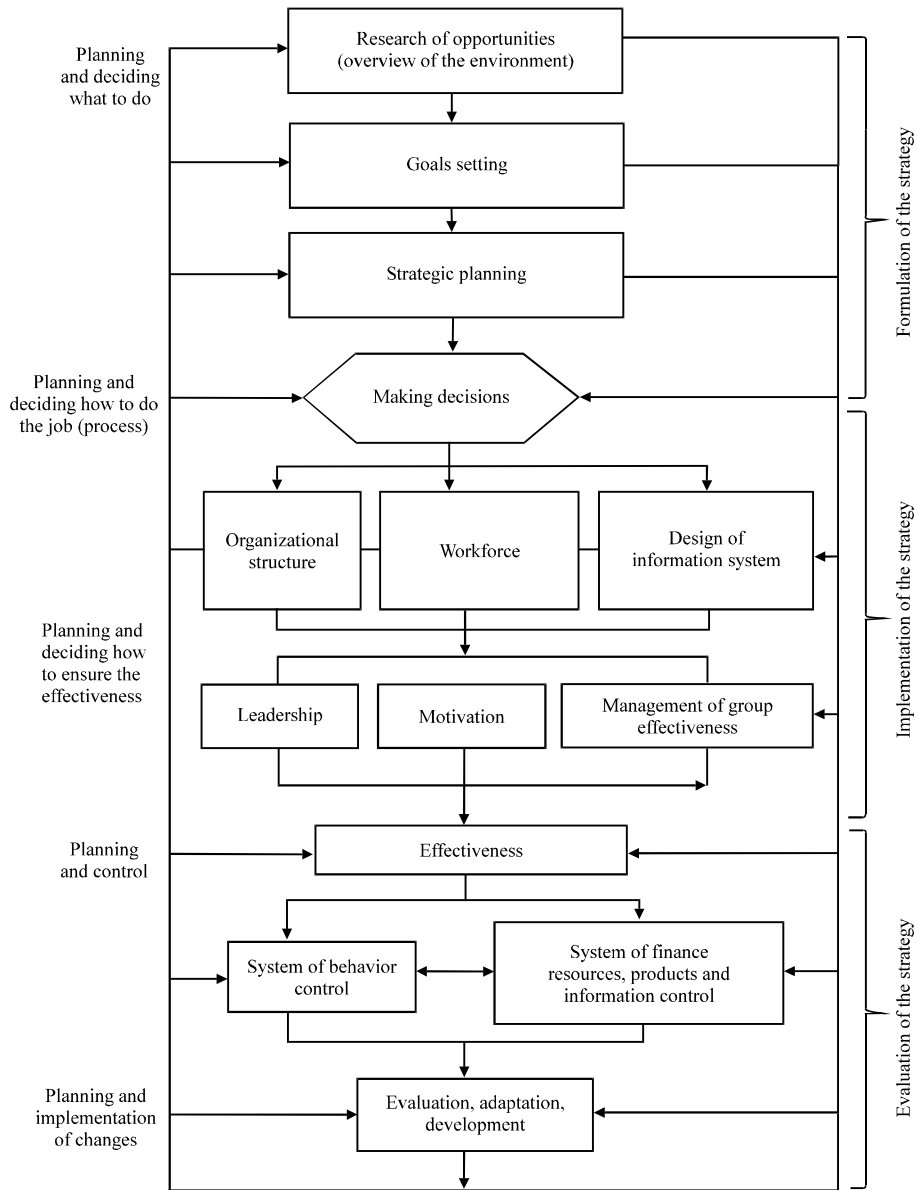 Planning
and deciding
what to do
Research of opportunities
(overview of the environment)
Goals setting
Strategic planning
Formulation of the strategy
Planning and
deciding how to do
the job (process)
Making decisions
Organizational
structure
Workforce
Design of
information system
Implementation of the strategy
Planning and
deciding how
to ensure the
effectiveness
Leadership
Motivation
Management of group
effectiveness
Planning
and control
Effectiveness
System of behavior
control
System of finance
resources, products and
information control
Evaluation of the strategy
Planning and
implementation
of changes
Evaluation, adaptation,
development